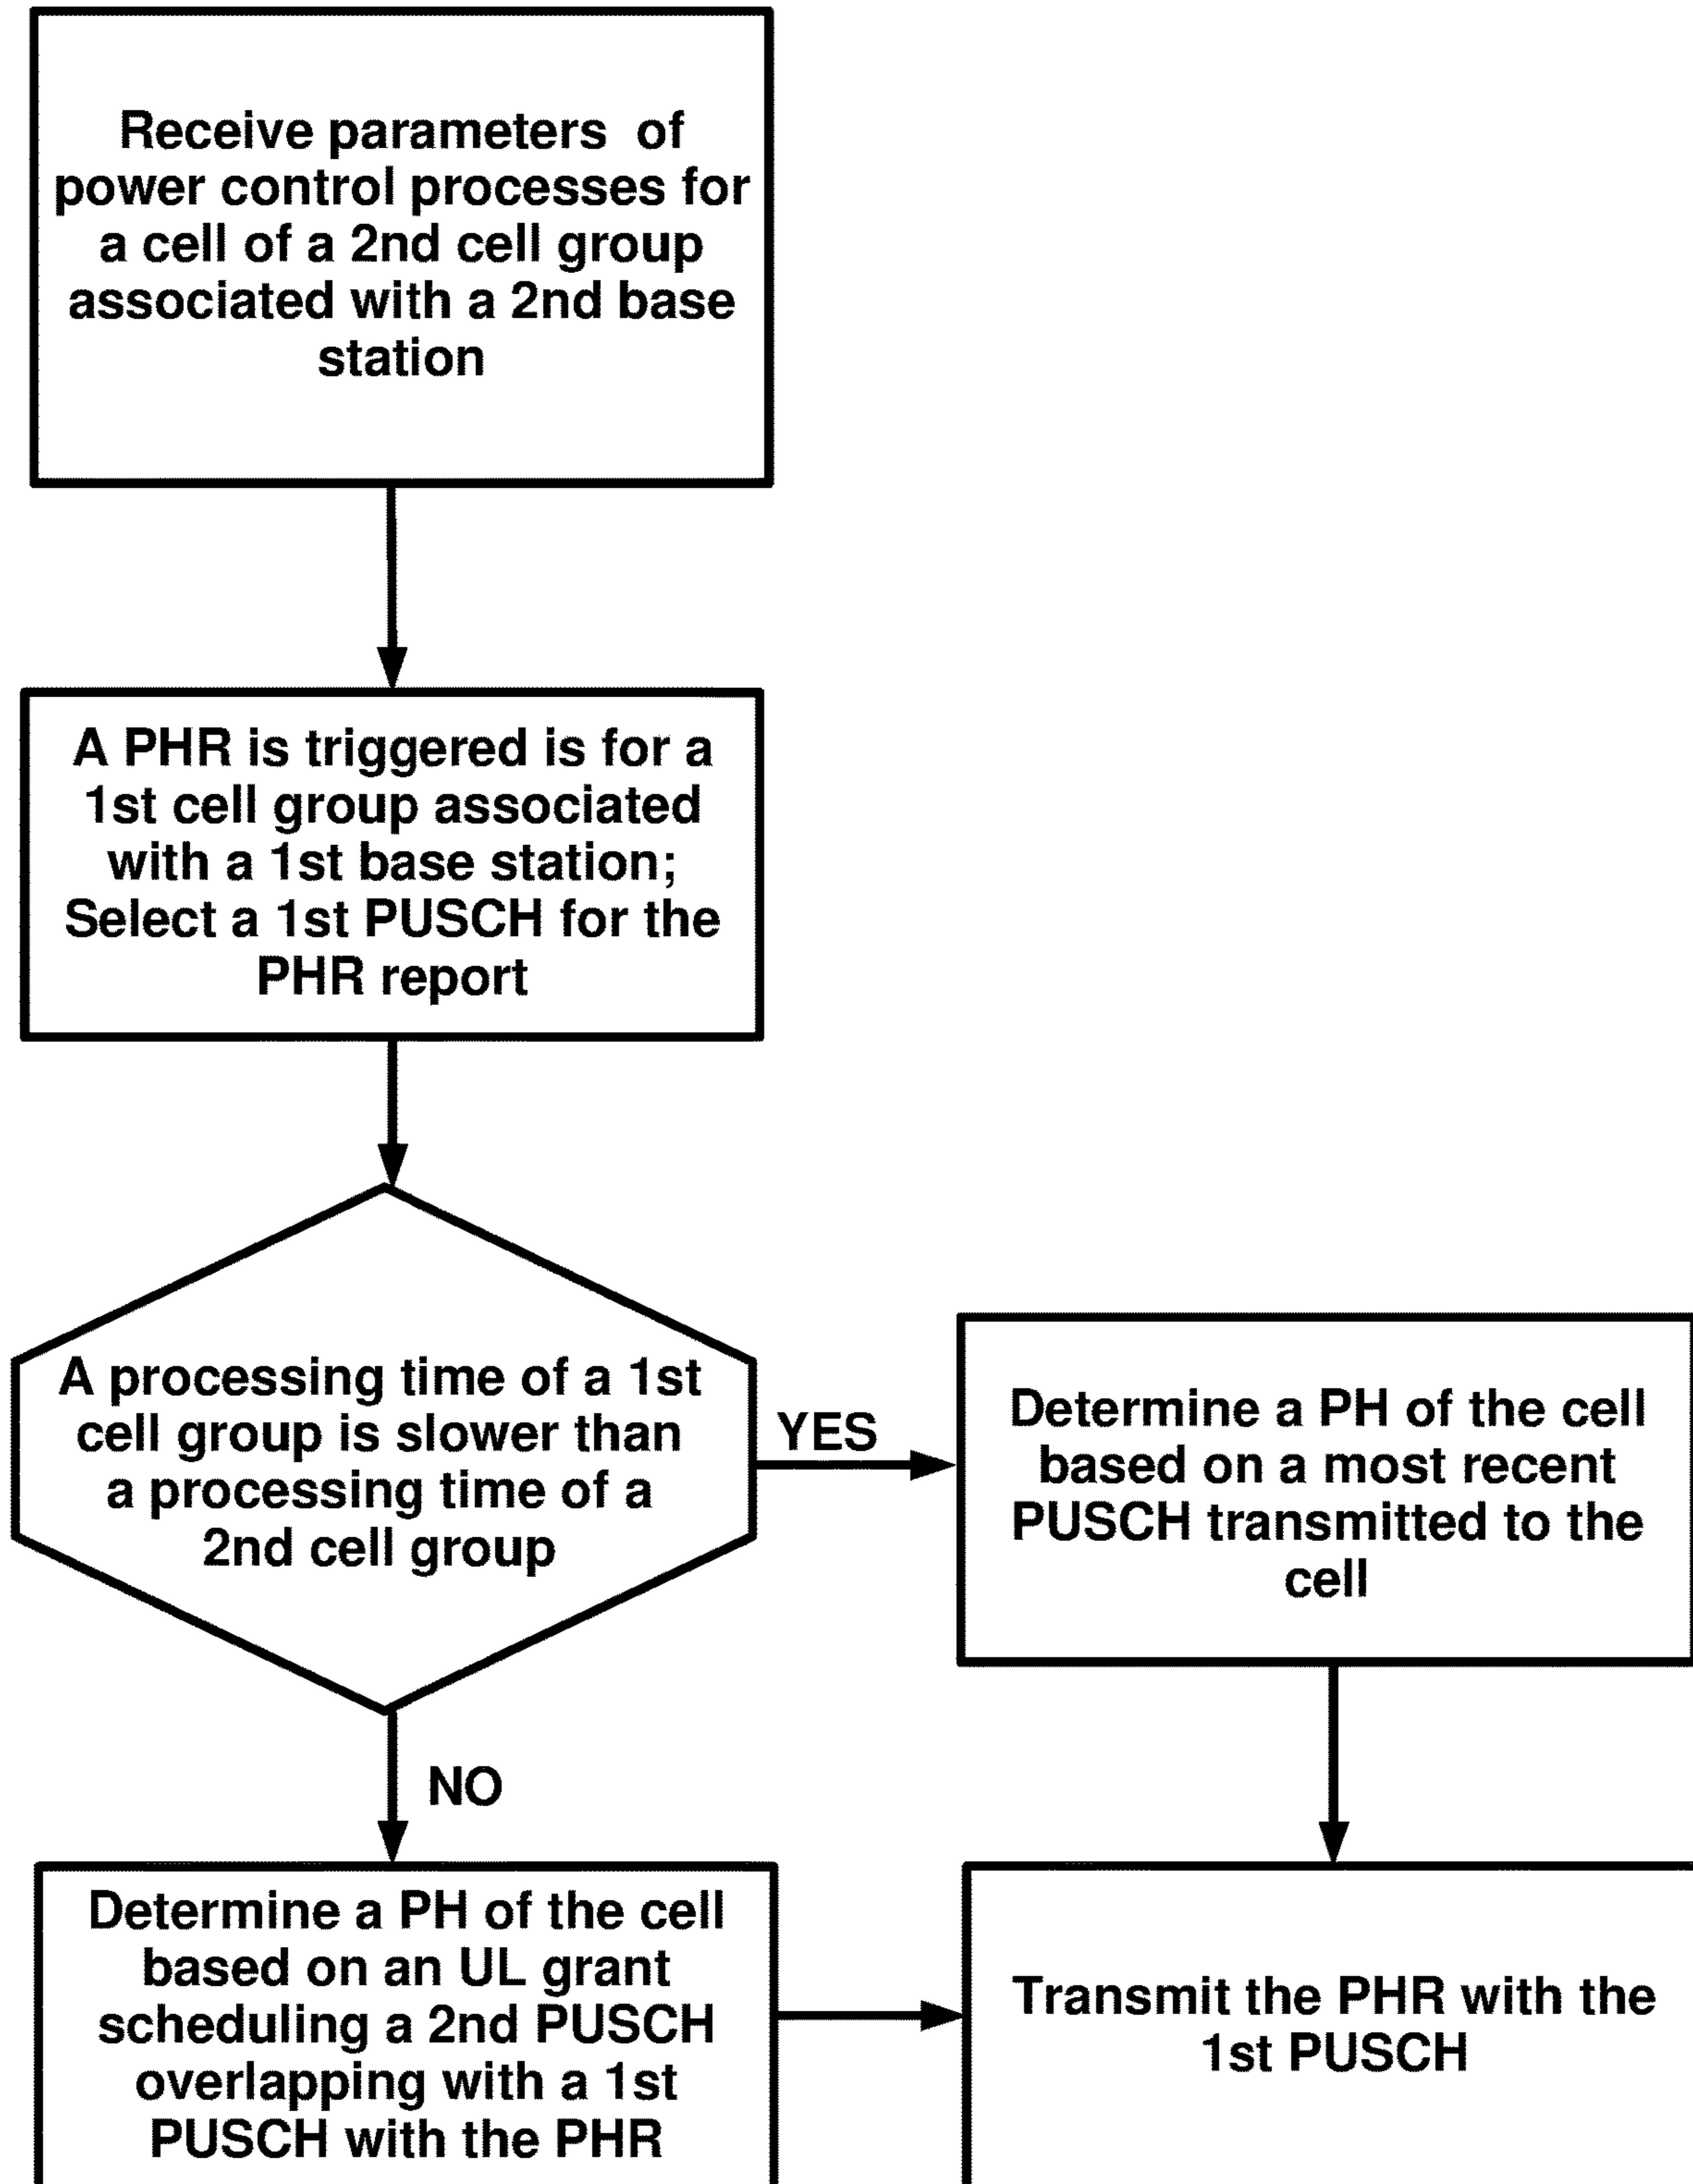 Receive parameters of
power control processes for
a cell of a 2nd cell group
associated with a 2nd base
station
A PHR is triggered is for a
1st cell group associated
with a 1st base station;
Select a 1st PUSCH for the
PHR report
A processing time of a 1st
cell group is slower than
a processing time of a
2nd cell group
YES
Determine a PH of the cell
based on a most recent
PUSCH transmitted to the
cell
NO
Determine a PH of the cell
based on an UL grant
scheduling a 2nd PUSCH
overlapping with a 1st
PUSCH with the PHR
Transmit the PHR with the
1st PUSCH